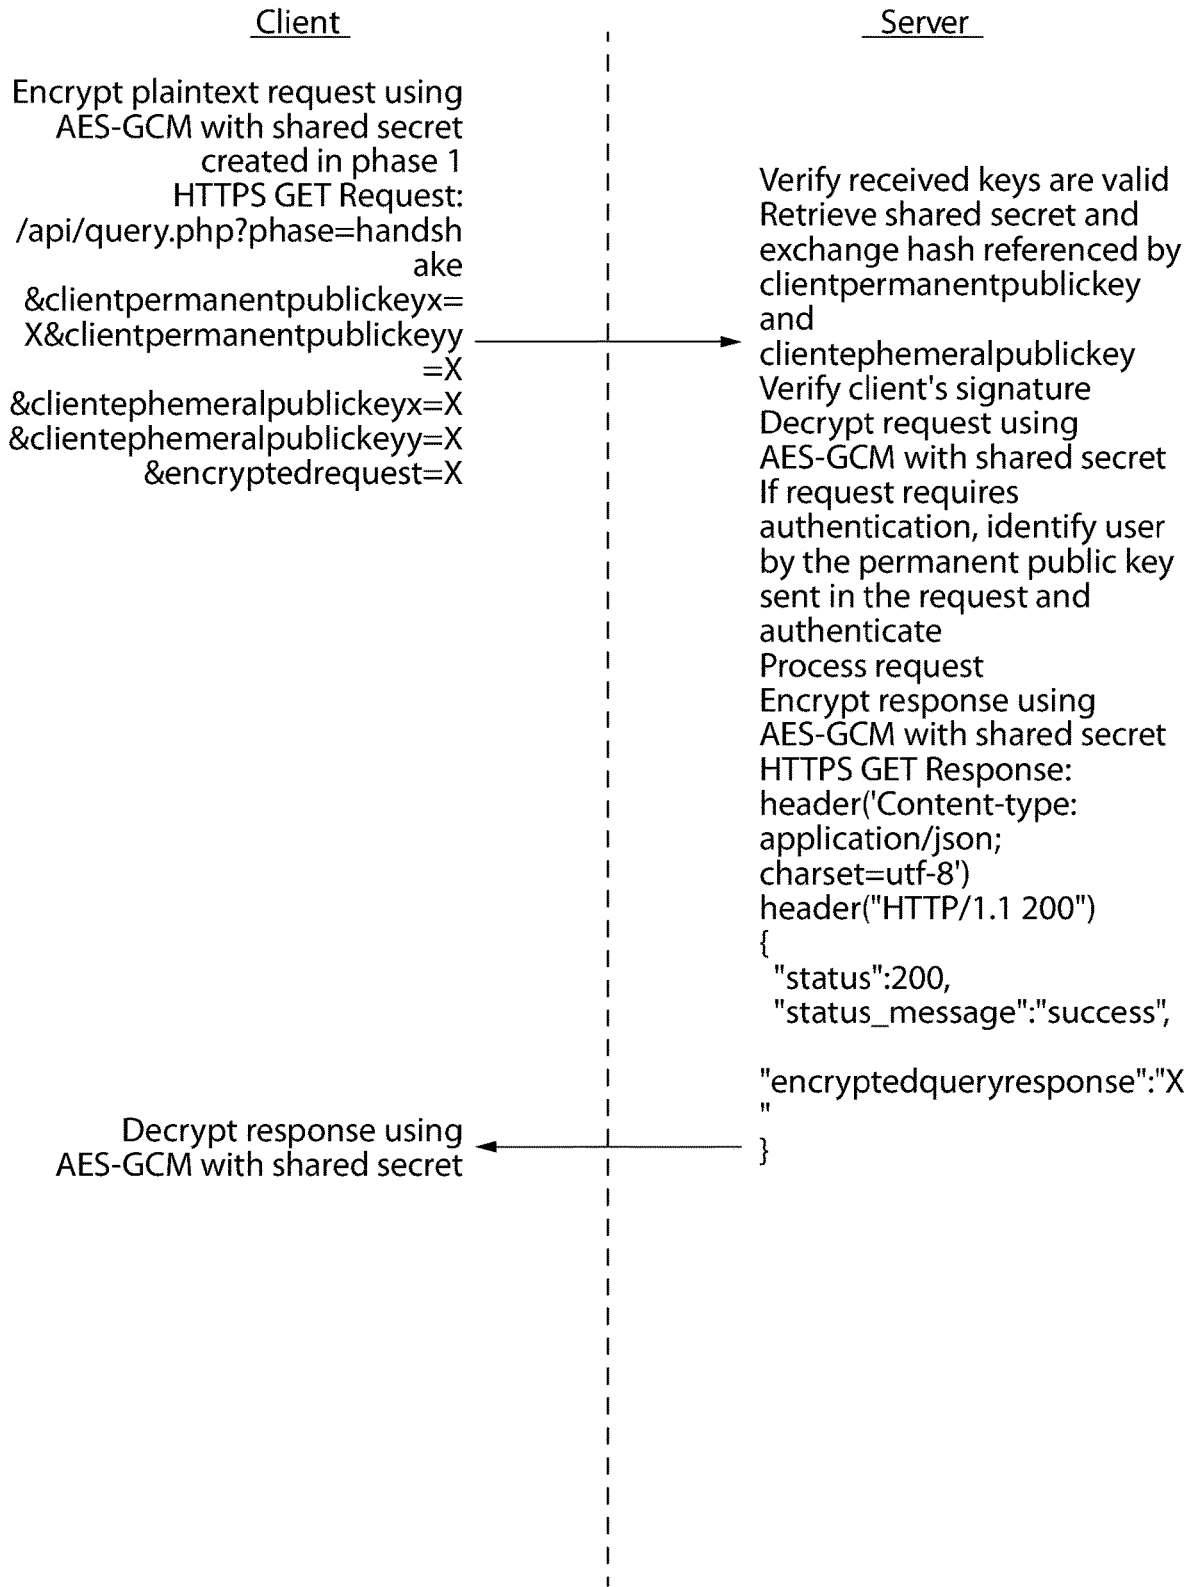 Client
Server
Encrypt plaintext request using
AES-GCM with shared secret
created in phase 1
HTTPS GET Request:
/api/query.php?phase=handsh
ake
&clientpermanentpublickeyx=
X&clientpermanentpublickeyy
=X
&clientephemeralpublickeyx=X
&clientephemeralpublickeyy=X
&encryptedrequest=X
Verify received keys are valid
Retrieve shared secret and
exchange hash referenced by
clientpermanentpublickey
and
clientephemeralpublickey
Verify client's signature
Decrypt request using
AES-GCM with shared secret
If request requires
authentication, identify user
by the permanent public key
sent in the request and
authenticate
Process request
Encrypt response using
AES-GCM with shared secret
HTTPS GET Response:
header('Content-type:
application/json;
charset=utf-8')
header("HTTP/1.1 200")
{
"status":200,
"status_message":"success",
"encryptedqueryresponse":"X
"
}
Decrypt response using
AES-GCM with shared secret